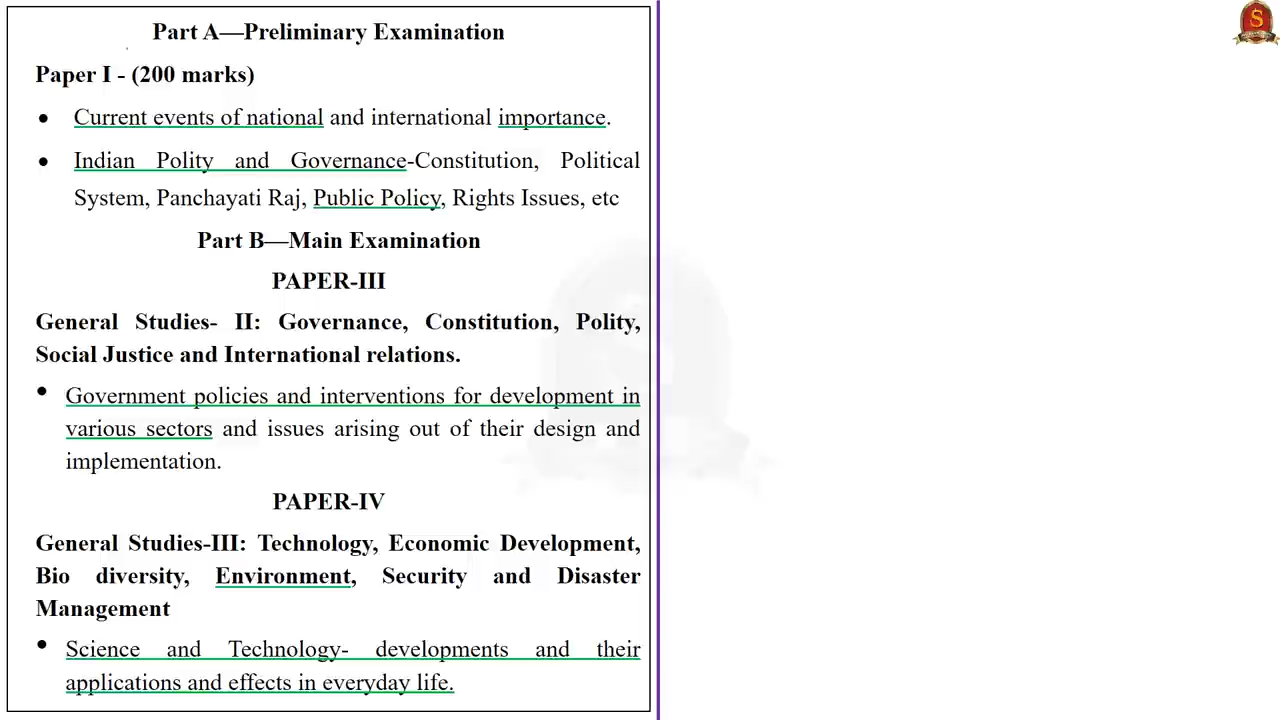 Part A—Preliminary Examination
Paper I - (200 marks)
• Current events of national and international importance.
• Indian Polity and Governance-Constitution, Political
System, Panchayati Raj, Public Policy, Rights Issues, etc
Part B—Main Examination
PAPER-III
General Studies- II: Governance, Constitution, Polity,
Social Justice and International relations.
• Government policies and interventions for development in
various sectors and issues arising out of their design and
implementation.
PAPER-IV
General Studies-III: Technology, Economic Development,
Bio diversity, Environment, Security and Disaster
Management
• Science and Technology- developments and their
applications and effects in everyday life.
S